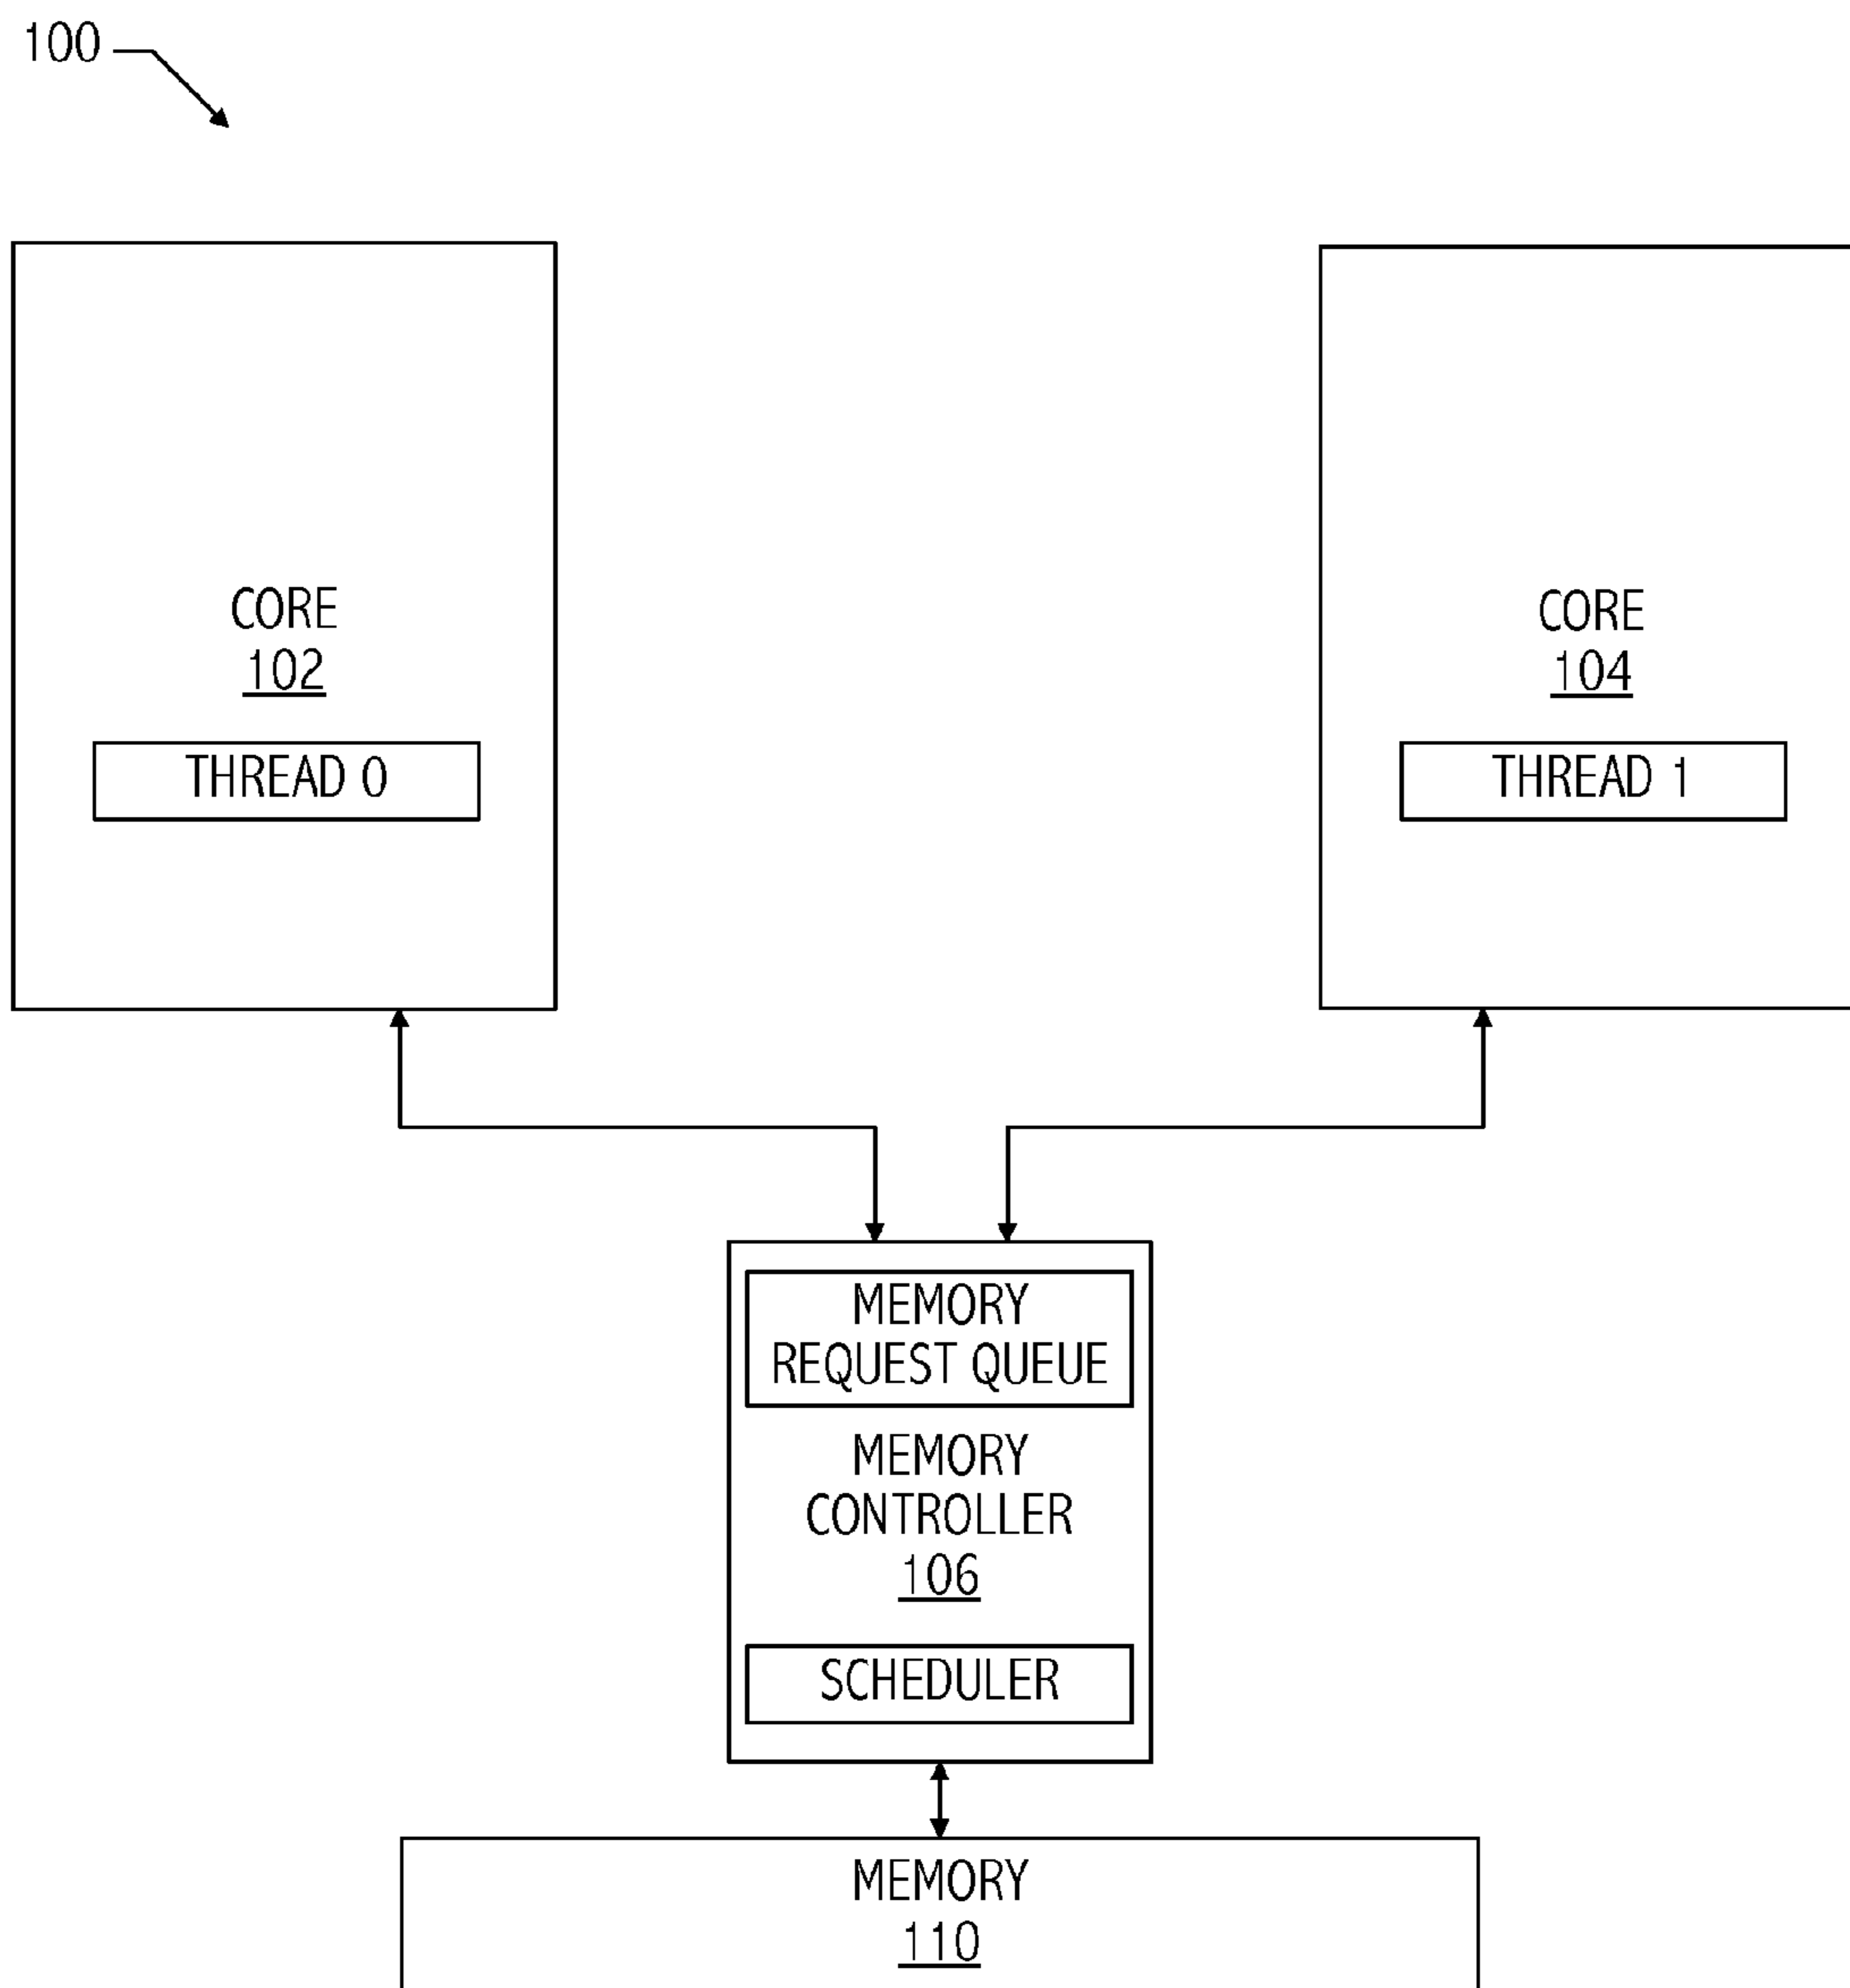 100
CORE
102
THREAD 0
CORE
104
THREAD 1
MEMORY
REQUEST QUEUE
MEMORY
CONTROLLER
106
SCHEDULER
MEMORY
110